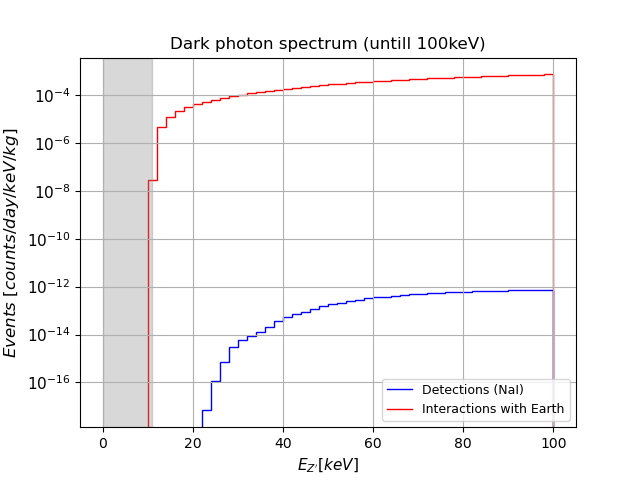 Dark photon spectrum (untill 100keV)
Events [counts/day/keV/kg]
10⁻⁴
10⁻⁶
10⁻⁸
10⁻¹⁰
10⁻¹²
10⁻¹⁴
10⁻¹⁶
Detections (NaI)
Interactions with Earth
0 20 40 60 80 100
E_{Z'}[keV]